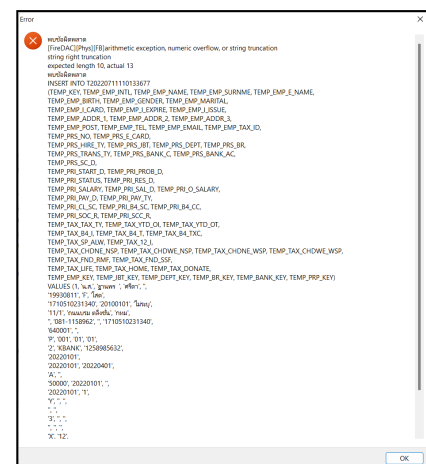 Error
พบข้อผิดพลาด
[FireDAC][Phys][FB]arithmetic exception, numeric overflow, or string truncation
string right truncation
expected length 10, actual 13
พบข้อผิดพลาด
INSERT INTO T20220711110133677
(TEMP_KEY, TEMP_EMP_INTL, TEMP_EMP_NAME, TEMP_EMP_SURNME, TEMP_EMP_E_NAME,
TEMP_EMP_BIRTH, TEMP_EMP_GENDER, TEMP_EMP_MARITAL,
TEMP_EMP_I_CARD, TEMP_EMP_I_EXPIRE, TEMP_EMP_I_ISSUE,
TEMP_EMP_ADDR_1, TEMP_EMP_ADDR_2, TEMP_EMP_ADDR_3,
TEMP_EMP_POST, TEMP_EMP_TEL, TEMP_EMP_EMAIL, TEMP_EMP_TAX_ID,
TEMP_PRS_NO, TEMP_PRS_E_CARD,
TEMP_PRS_HIRE_TY, TEMP_PRS_JBT, TEMP_PRS_DEPT, TEMP_PRS_BR,
TEMP_PRS_TRANS_TY, TEMP_PRS_BANK_C, TEMP_PRS_BANK_AC,
TEMP_PRS_SC_D,
TEMP_PRI_START_D, TEMP_PRI_PROB_D,
TEMP_PRI_STATUS, TEMP_PRI_RES_D,
TEMP_PRI_SALARY, TEMP_PRI_SAL_D, TEMP_PRI_O_SALARY,
TEMP_PRI_PAY_D, TEMP_PRI_PAY_TY,
TEMP_PRI_CL_SC, TEMP_PRI_B4_SC, TEMP_PRI_B4_CC,
TEMP_PRI_SOC_R, TEMP_PRI_SCC_R,
TEMP_TAX_TAX_TY, TEMP_TAX_YTD_OI, TEMP_TAX_YTD_OT,
TEMP_TAX_B4_I, TEMP_TAX_B4_T, TEMP_TAX_B4_TXC,
TEMP_TAX_SP_ALW, TEMP_TAX_12_I,
TEMP_TAX_CHDNE_NSP, TEMP_TAX_CHDWE_NSP, TEMP_TAX_CHDNE_WSP, TEMP_TAX_CHDWE_WSP,
TEMP_TAX_FND_RMF, TEMP_TAX_FND_SSF,
TEMP_TAX_LIFE, TEMP_TAX_HOME, TEMP_TAX_DONATE,
TEMP_EMP_KEY, TEMP_JBT_KEY, TEMP_DEPT_KEY, TEMP_BR_KEY, TEMP_BANK_KEY, TEMP_PRP_KEY)
VALUES (1, 'น.ส.', 'ฐานพร ', 'ศรีตา', '',
'19930811', 'F', 'โสด',
'1710510231340', '20100101', 'ไม่ระบุ',
'11/1', 'ถนนบรม ตลิ่งชัน', 'กทม',
'', '081-1158962', '', '1710510231340',
'640001', '',
'P', '001', '01', '01',
'2', 'KBANK', '1258985632',
'20220101',
'20220101', '20220401',
'A', '',
'50000', '20220101', '',
'20220101', '1',
'Y', '', '',
'', '',
'3', '', '',
'', '', '',
'X', '12',
OK